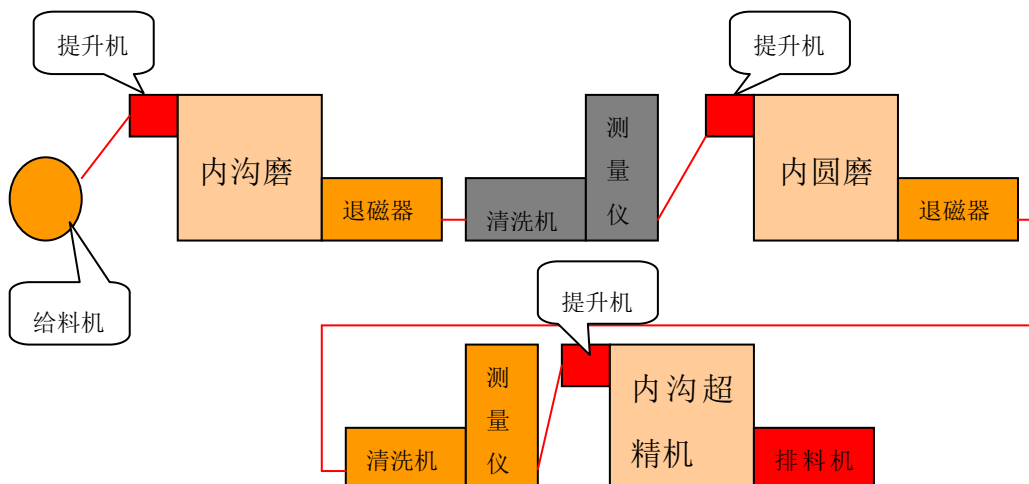 提升机
提升机
内沟磨
测量仪
内圆磨
退磁器
清洗机
退磁器
给料机
提升机
测量仪
内沟超
精机
清洗机
排料机